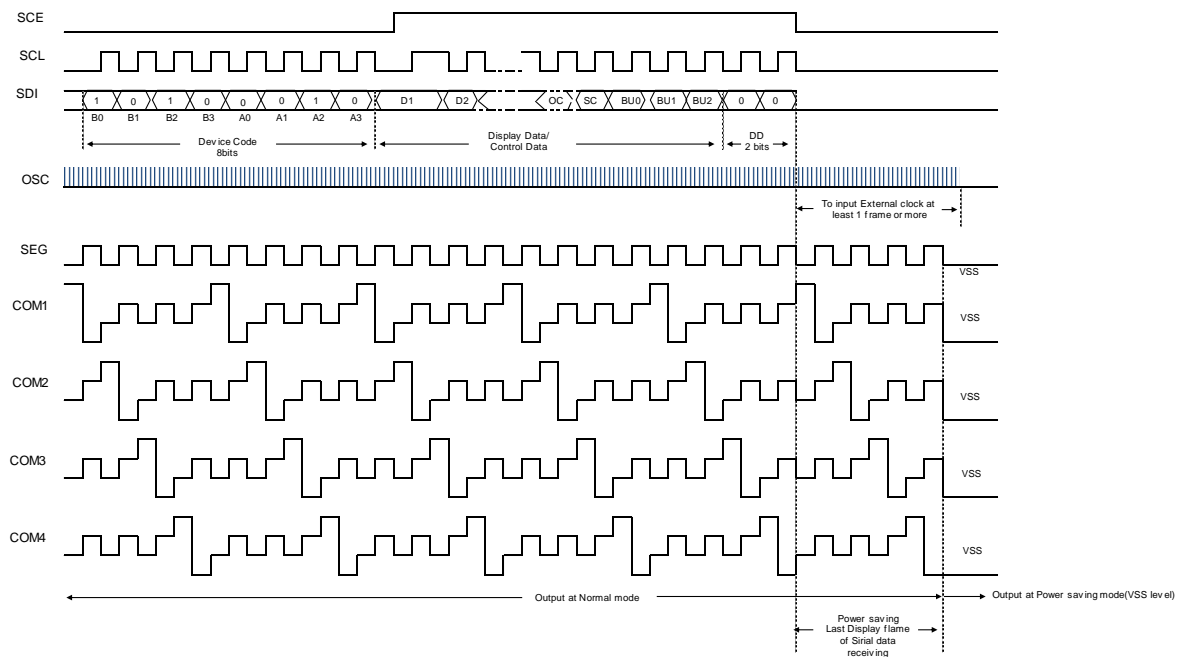 SCE
SCL
SDI
1 0 1 0 0 0 1 0 D1 D2 OC SC BU0 BU1 BU2 0 0
B0 B1 B2 B3 A0 A1 A2 A3
Device Code
8bits
Display Data/
Control Data
DD
2 bits
OSC
To input External clock at
least 1 frame or more
SEG
VSS
COM1
VSS
COM2
VSS
COM3
VSS
COM4
VSS
Output at Normal mode
Output at Power saving mode(VSS level)
Power saving
Last Display flame
of Sirial data
receiving